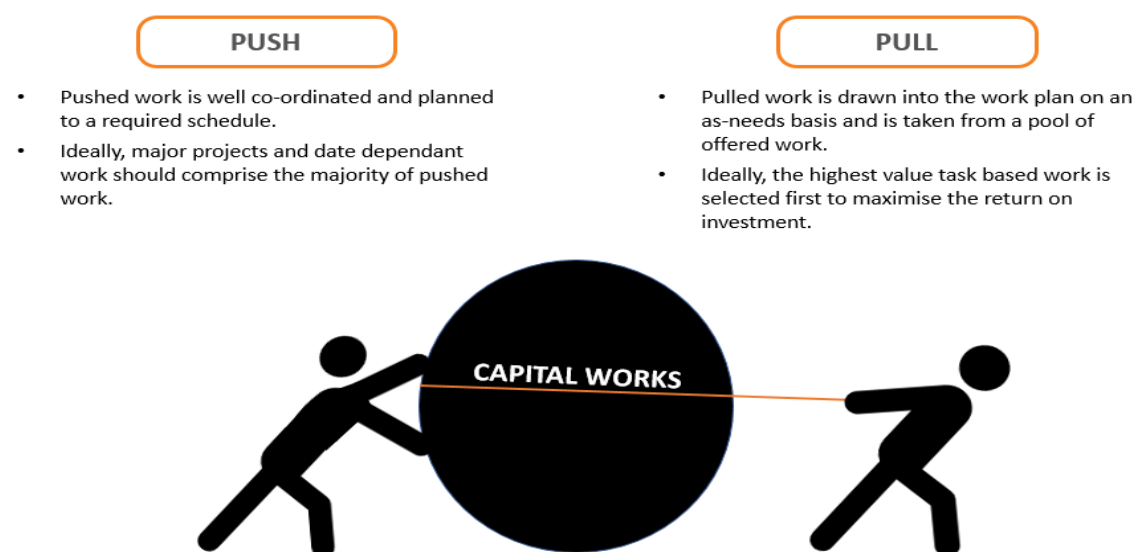 PUSH
• Pushed work is well co-ordinated and planned
to a required schedule.
• Ideally, major projects and date dependant
work should comprise the majority of pushed
work.
PULL
• Pulled work is drawn into the work plan on an
as-needs basis and is taken from a pool of
offered work.
• Ideally, the highest value task based work is
selected first to maximise the return on
investment.
CAPITAL WORKS